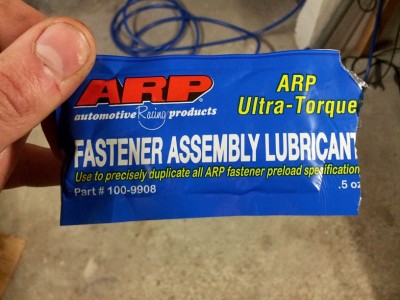 ARP
automotive Racing products
ARP
Ultra-Torque
FASTENER ASSEMBLY LUBRICANT
Use to precisely duplicate all ARP fastener preload specification
Part # 100-9908
.5 oz